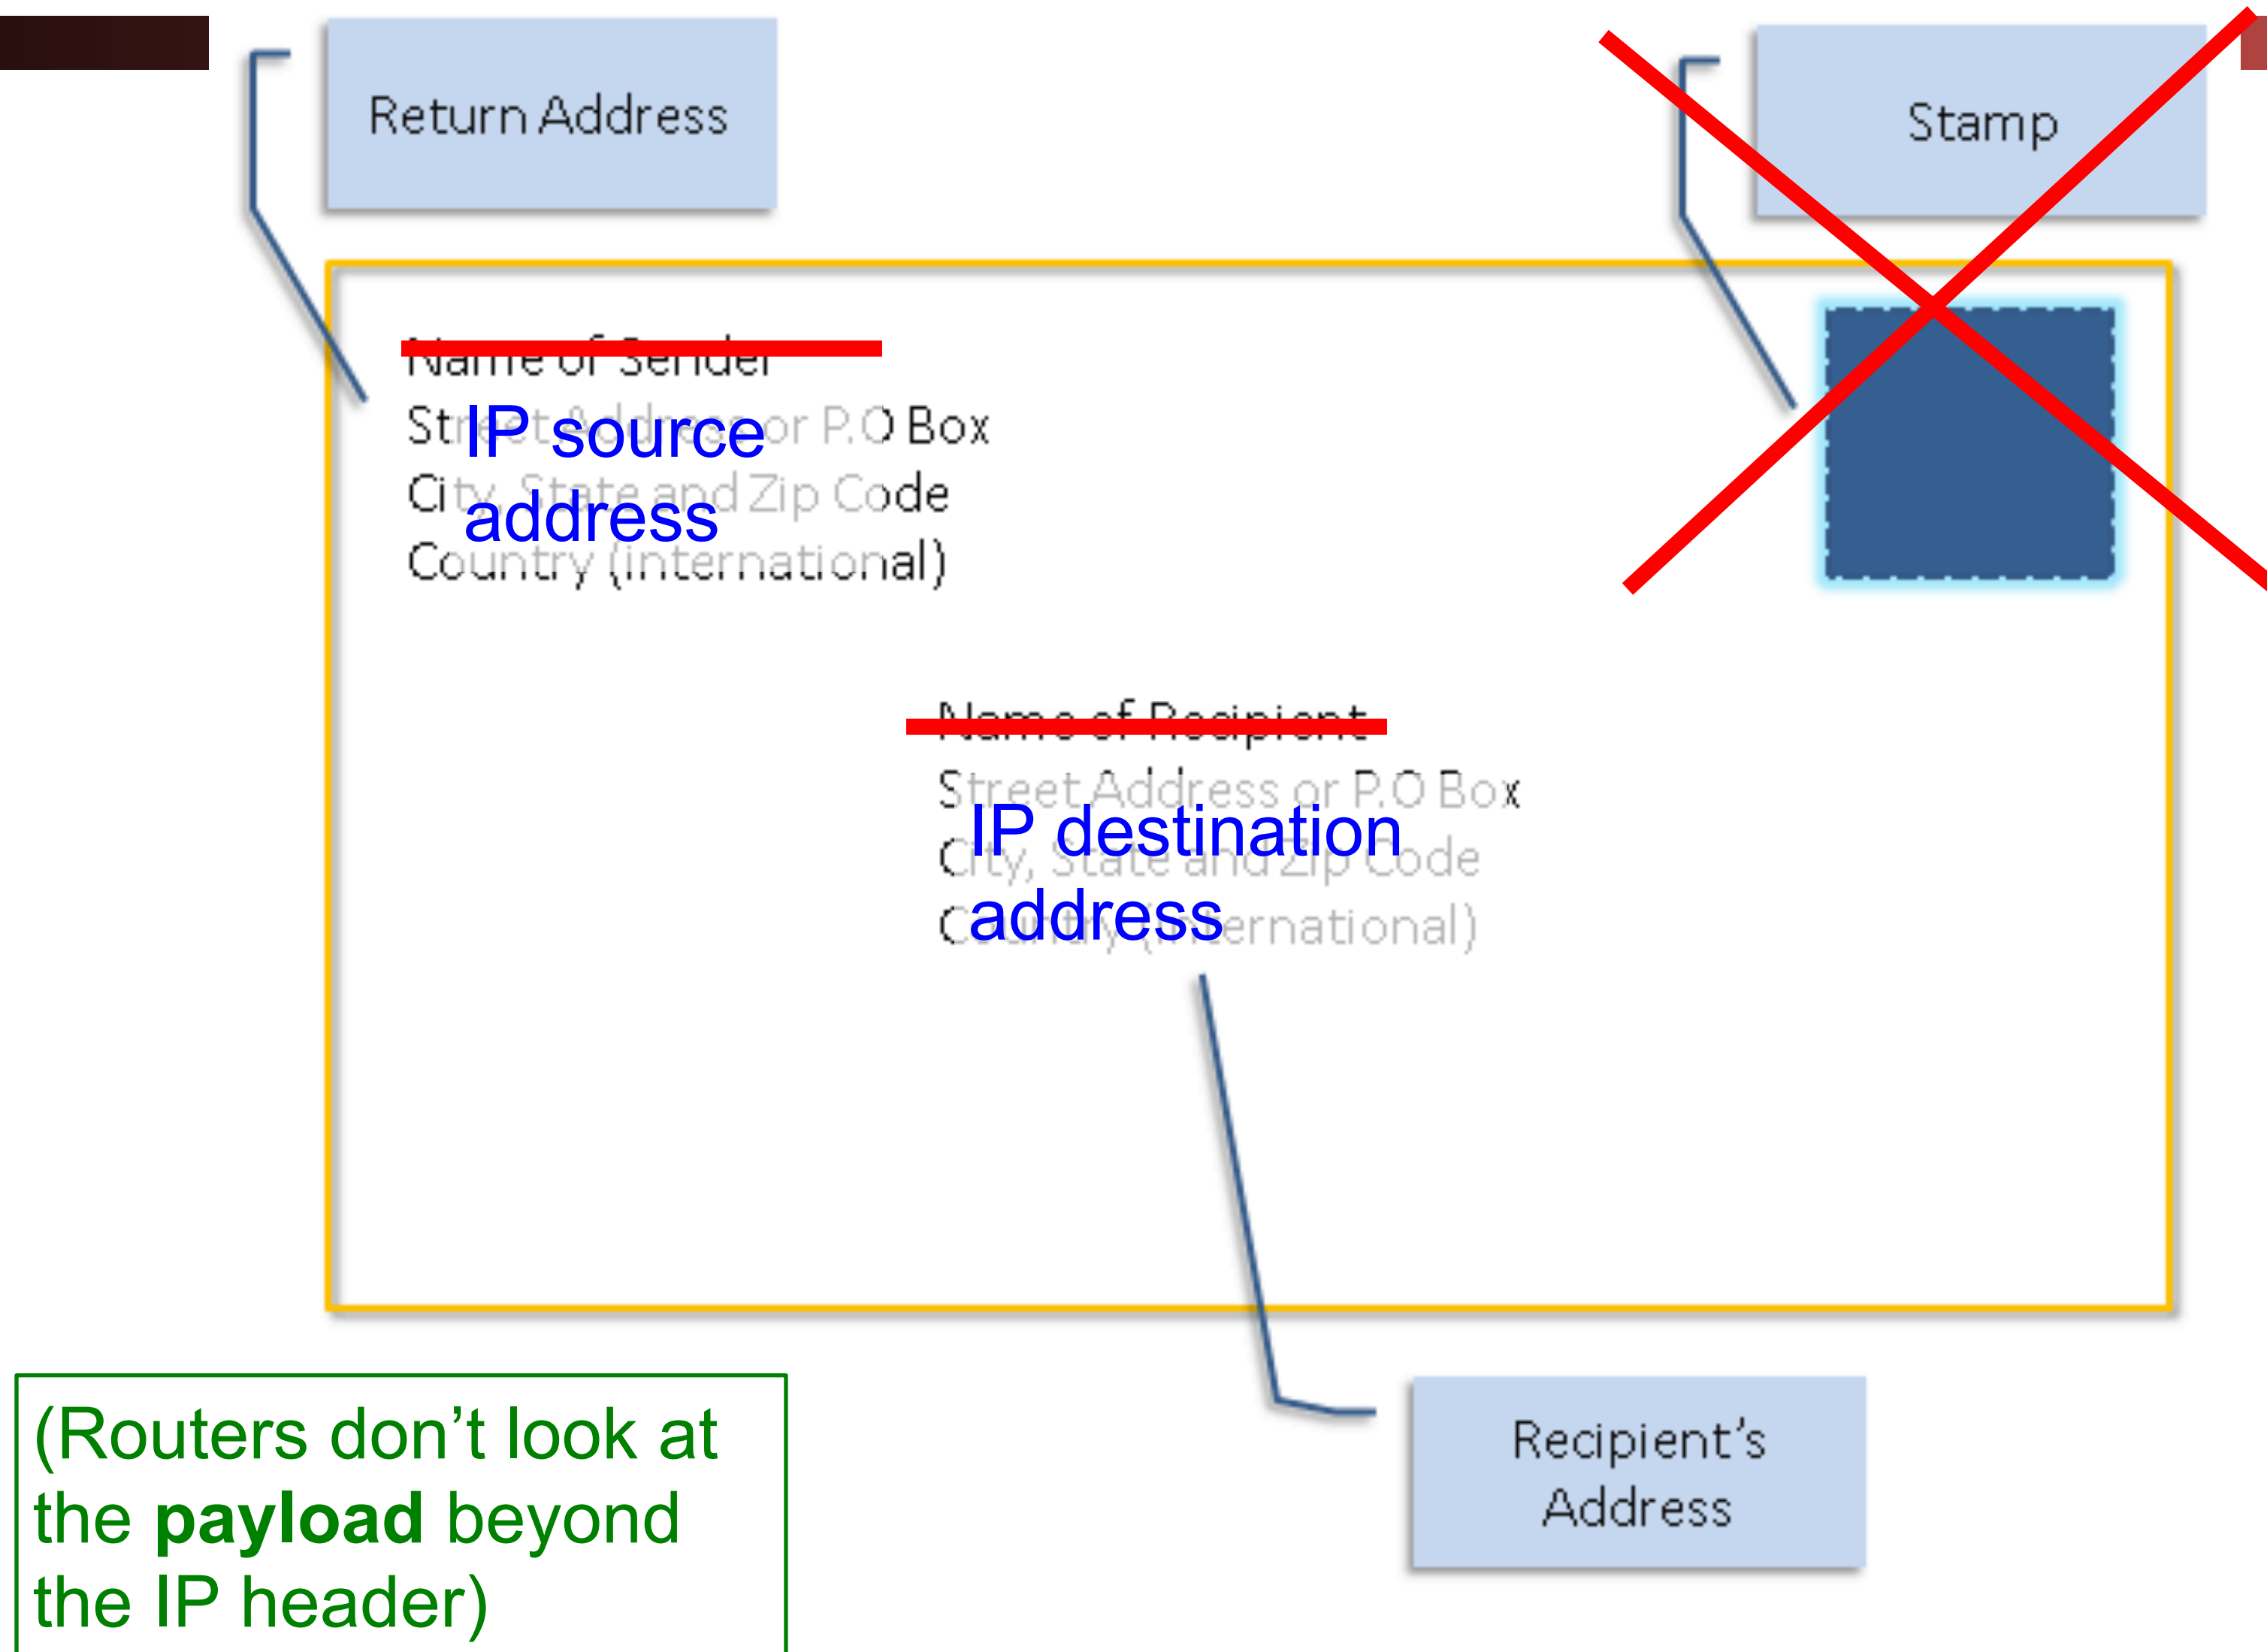 Return Address
Stamp
Name of Sender
Street Address or P.O Box
IP source
City, State and Zip Code
address
Country (international)
Name of Recipient
Street Address or P.O Box
IP destination
City, State and Zip Code
address
Country (international)
(Routers don’t look at
the payload beyond
the IP header)
Recipient’s
Address